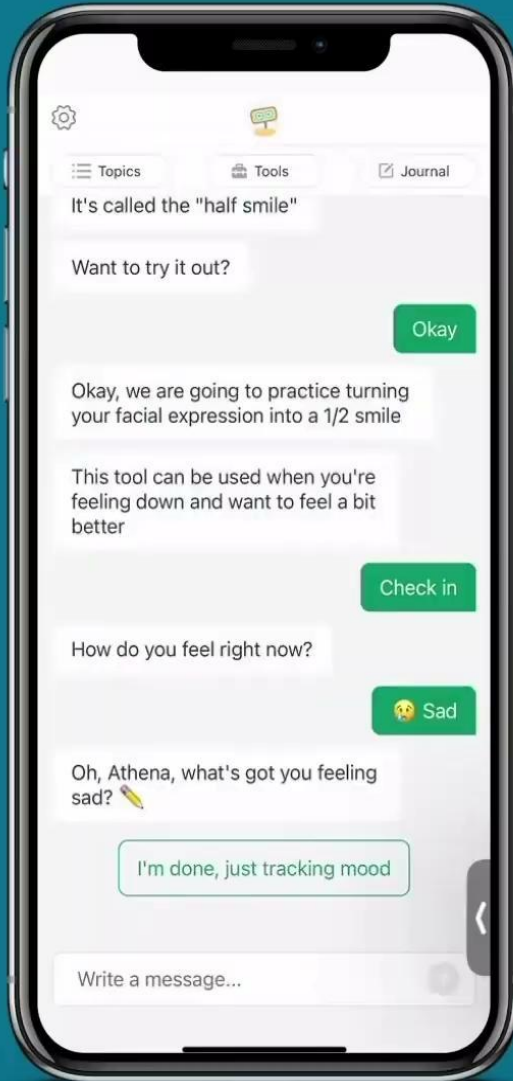 Topics
Tools
Journal
It's called the "half smile"
Want to try it out?
Okay
Okay, we are going to practice turning
your facial expression into a 1/2 smile
This tool can be used when you're
feeling down and want to feel a bit
better
Check in
How do you feel right now?
😢 Sad
Oh, Athena, what's got you feeling
sad? ✏️
I'm done, just tracking mood
Write a message...